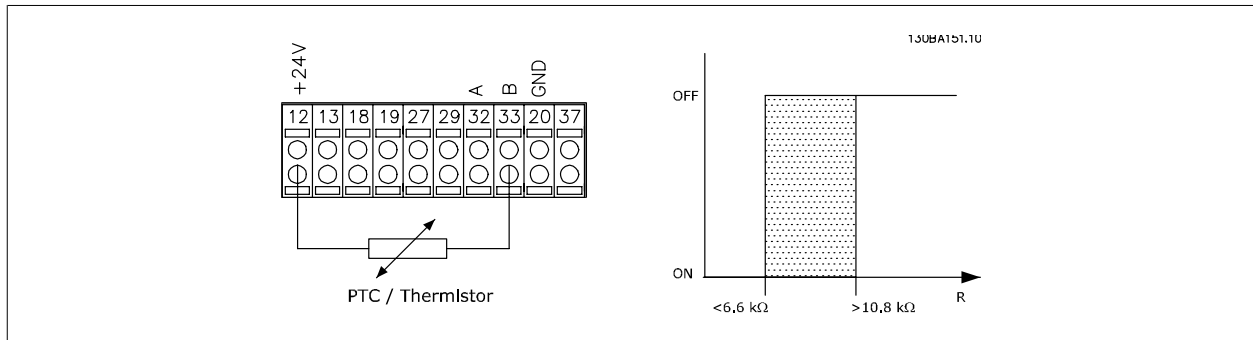 130BA151.10
+24V
A
B
GND
12 13 18 19 27 29 32 33 20 37
PTC / Thermistor
OFF
ON
<6,6 kΩ
>10,8 kΩ
R